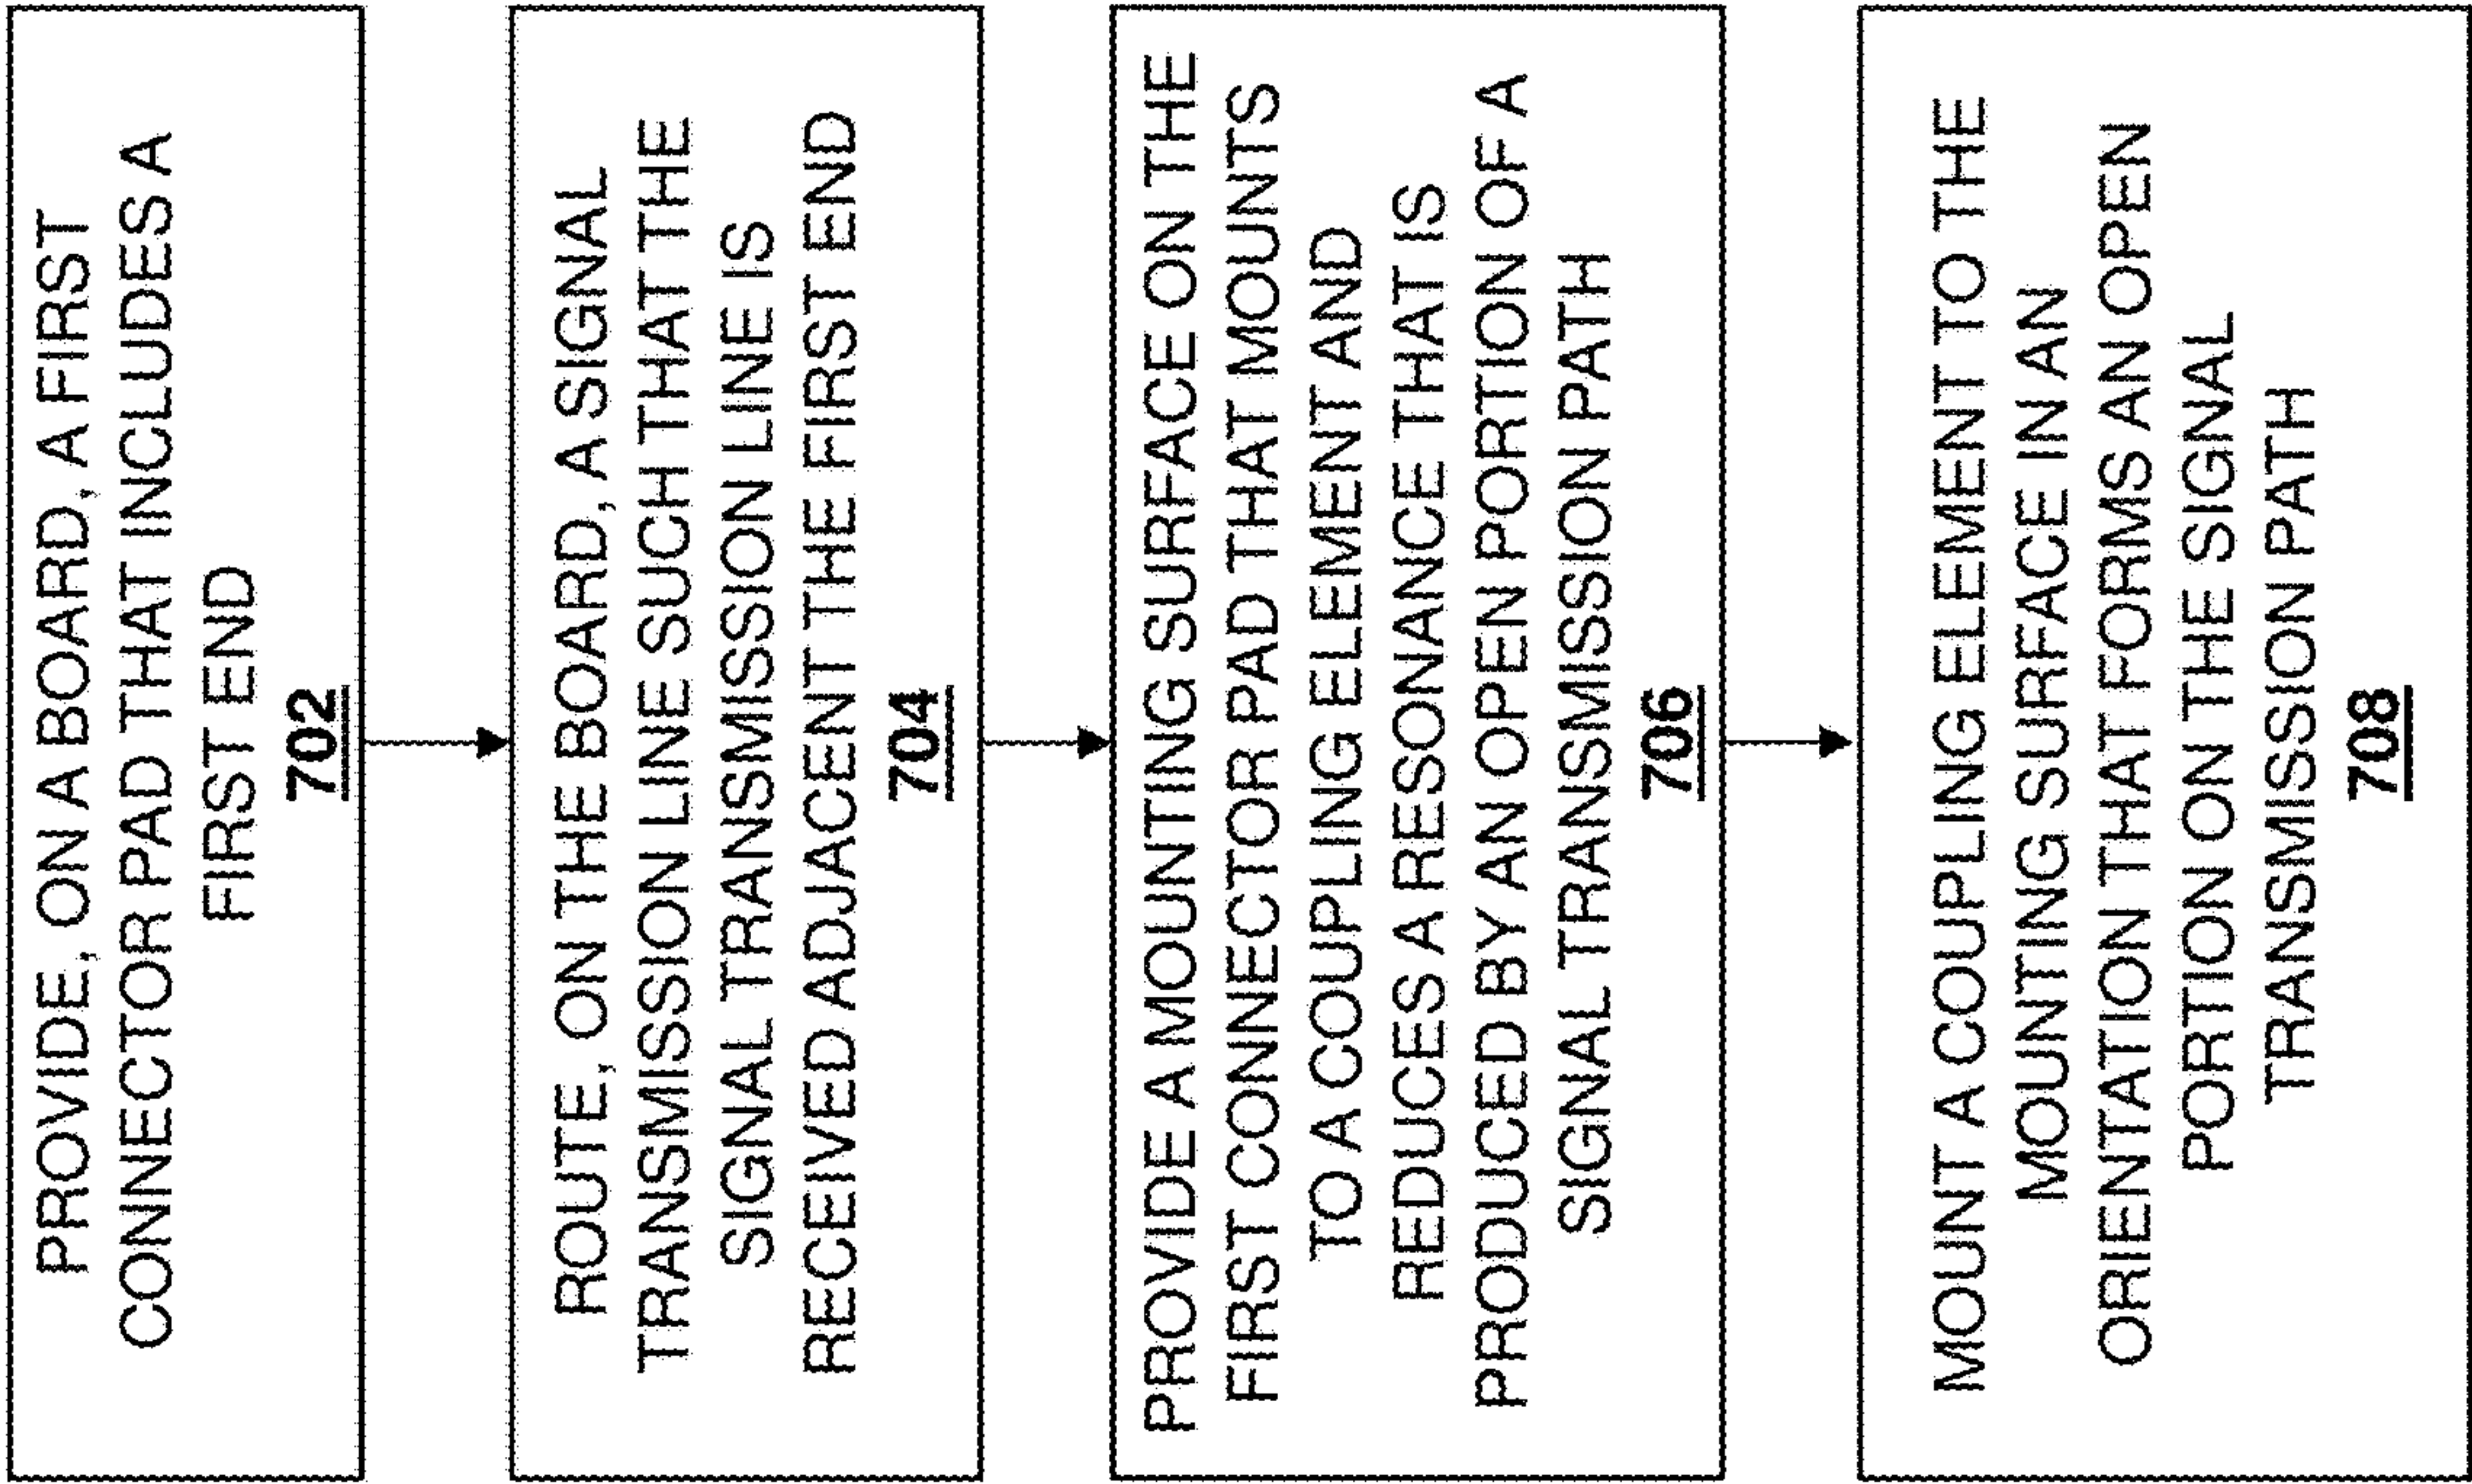 PROVIDE, ON A BOARD, A FIRST
CONNECTOR PAD THAT INCLUDES A
FIRST END
702
ROUTE, ON THE BOARD, A SIGNAL
TRANSMISSION LINE SUCH THAT THE
SIGNAL TRANSMISSION LINE IS
RECEIVED ADJACENT THE FIRST END
704
PROVIDE A MOUNTING SURFACE ON THE
FIRST CONNECTOR PAD THAT MOUNTS
TO A COUPLING ELEMENT AND
REDUCES A RESONANCE THAT IS
PRODUCED BY AN OPEN PORTION OF A
SIGNAL TRANSMISSION PATH
706
MOUNT A COUPLING ELEMENT TO THE
MOUNTING SURFACE IN AN
ORIENTATION THAT FORMS AN OPEN
PORTION ON THE SIGNAL
TRANSMISSION PATH
708